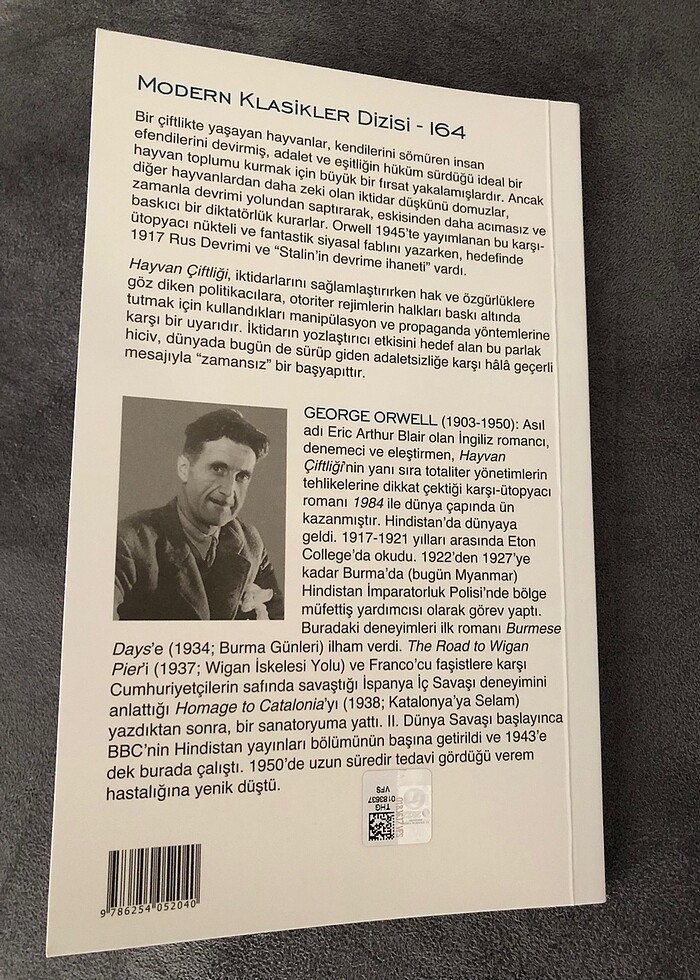 MODERN KLASİKLER DİZİSİ - 164
Bir çiftlikte yaşayan hayvanlar, kendilerini sömüren insan
efendilerini devirmiş, adalet ve eşitliğin hüküm sürdüğü ideal bir
hayvan toplumu kurmak için büyük bir fırsat yakalamışlardır. Ancak
diğer hayvanlardan daha zeki olan iktidar düşkünü domuzlar,
zamanla devrimi yolundan saptırarak, eskisinden daha acımasız ve
baskıcı bir diktatörlük kurarlar. Orwell 1945'te yayımlanan bu karşı-
ütopyacı nükteli ve fantastik siyasal fablını yazarken, hedefinde
1917 Rus Devrimi ve “Stalin'in devrime ihaneti” vardı.
Hayvan Çiftliği, iktidarlarını sağlamlaştırırken hak ve özgürlüklere
göz diken politikacılara, otoriter rejimlerin halkları baskı altında
tutmak için kullandıkları manipülasyon ve propaganda yöntemlerine
karşı bir uyarıdır. İktidarın yozlaştırıcı etkisini hedef alan bu parlak
hiciv, dünyada bugün de sürüp giden adaletsizliğe karşı hâlâ geçerli
mesajıyla “zamansız” bir başyapıttır.
GEORGE ORWELL (1903-1950): Asıl
adı Eric Arthur Blair olan İngiliz romancı,
denemeci ve eleştirmen, Hayvan
Çiftliği'nin yanı sıra totaliter yönetimlerin
tehlikelerine dikkat çektiği karşı-ütopyacı
romanı 1984 ile dünya çapında ün
kazanmıştır. Hindistan'da dünyaya
geldi. 1917-1921 yılları arasında Eton
College'da okudu. 1922'den 1927'ye
kadar Burma'da (bugün Myanmar)
Hindistan İmparatorluk Polisi'nde bölge
müfettiş yardımcısı olarak görev yaptı.
Buradaki deneyimleri ilk romanı Burmese
Days'e (1934; Burma Günleri) ilham verdi. The Road to Wigan
Pier'i (1937; Wigan İskelesi Yolu) ve Franco'cu faşistlere karşı
Cumhuriyetçilerin safında savaştığı İspanya İç Savaşı deneyimini
anlattığı Homage to Catalonia'yı (1938; Katalonya'ya Selam)
yazdıktan sonra, bir sanatoryuma yattı. II. Dünya Savaşı başlayınca
BBC'nin Hindistan yayınları bölümünün başına getirildi ve 1943'e
dek burada çalıştı. 1950'de uzun süredir tedavi gördüğü verem
hastalığına yenik düştü.
THG
0183637
VPS
9 786254 052040